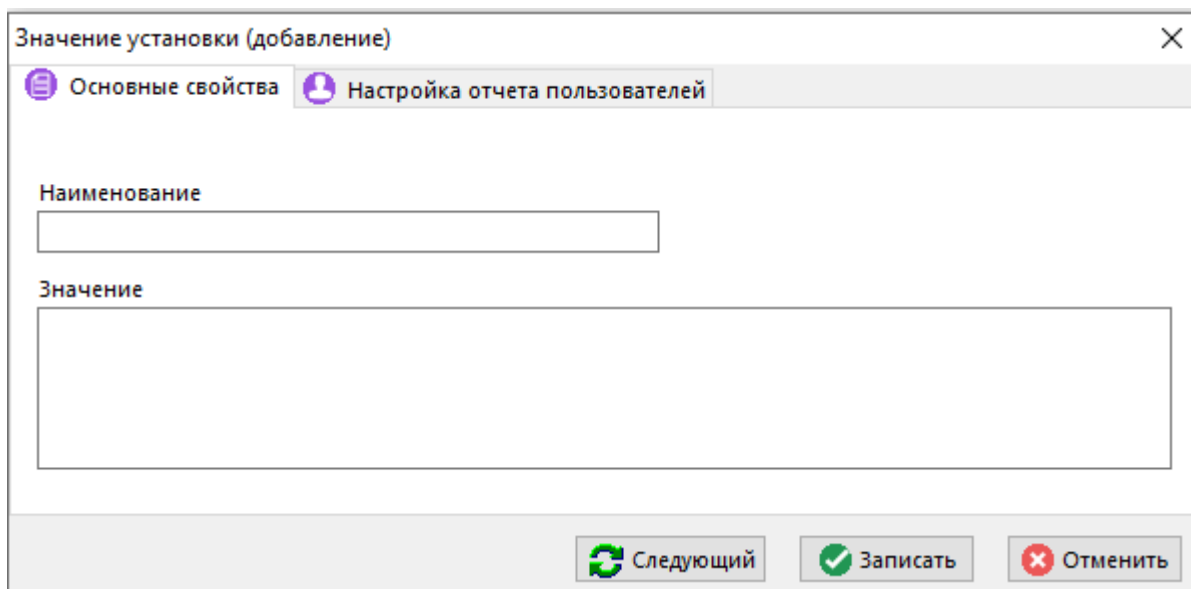 Значение установки (добавление)
Основные свойства
Настройка отчета пользователей
Наименование
Значение
Следующий
Записать
Отменить